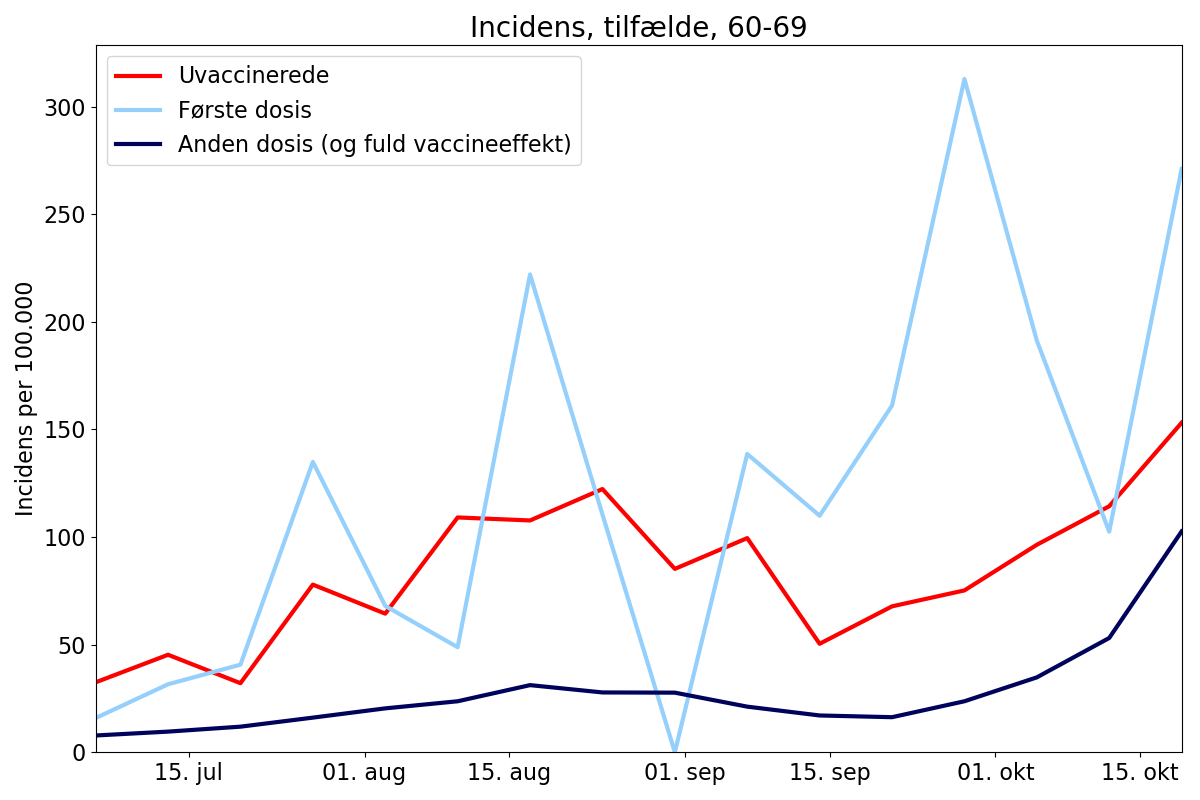 Incidens, tilfælde, 60-69
Uvaccinerede
Første dosis
Anden dosis (og fuld vaccineeffekt)
Incidens per 100.000
300
250
200
150
100
50
0
15. jul
01. aug
15. aug
01. sep
15. sep
01. okt
15. okt